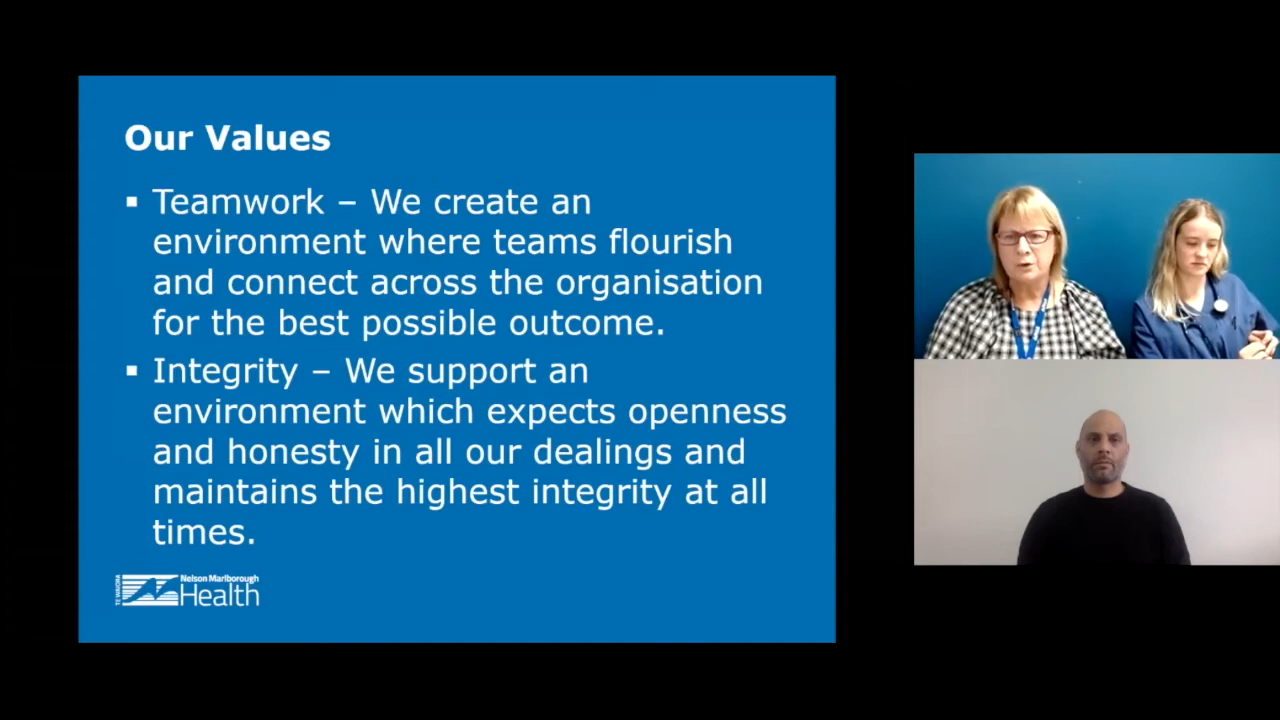 Our Values
▪ Teamwork – We create an
environment where teams flourish
and connect across the organisation
for the best possible outcome.
▪ Integrity – We support an
environment which expects openness
and honesty in all our dealings and
maintains the highest integrity at all
times.
TE WAIORA
Nelson Marlborough
Health